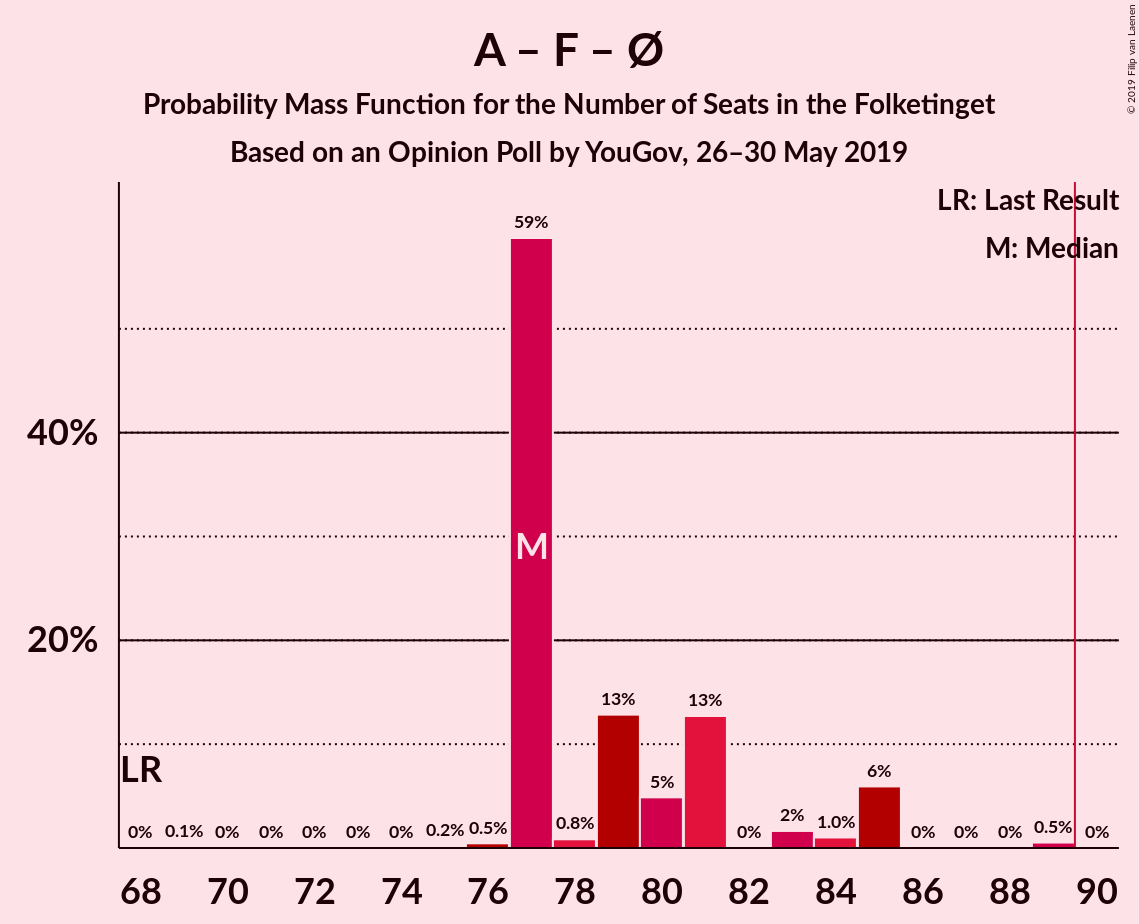 A – F – Ø
Probability Mass Function for the Number of Seats in the Folketinget
Based on an Opinion Poll by YouGov, 26–30 May 2019
© 2019 Filip van Laenen
LR: Last Result
M: Median
59%
40%
M
20%
13% 13%
LR
5% 6%
0% 0.1% 0% 0% 0% 0% 0% 0.2% 0.5% 0.8% 0% 2% 1.0% 0% 0% 0% 0.5% 0%
68 70 72 74 76 78 80 82 84 86 88 90